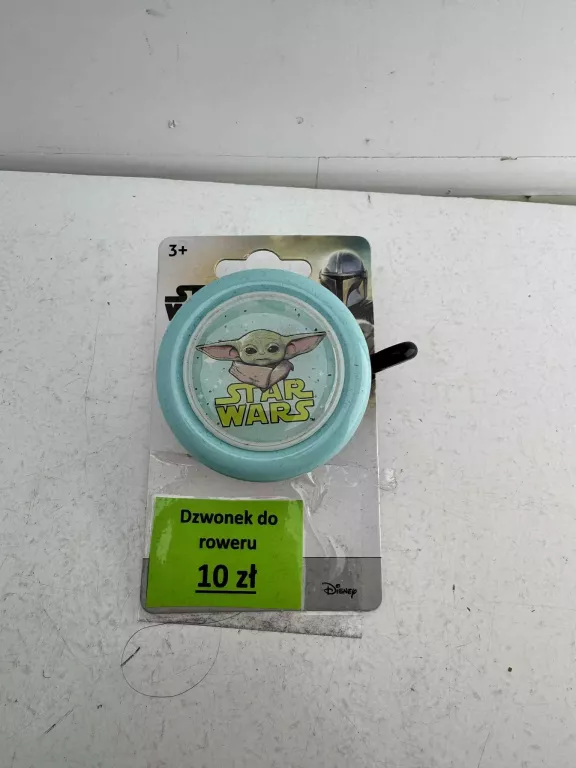 3+
STAR
WARS
Dzwonek do
roweru
10 zł
Disney